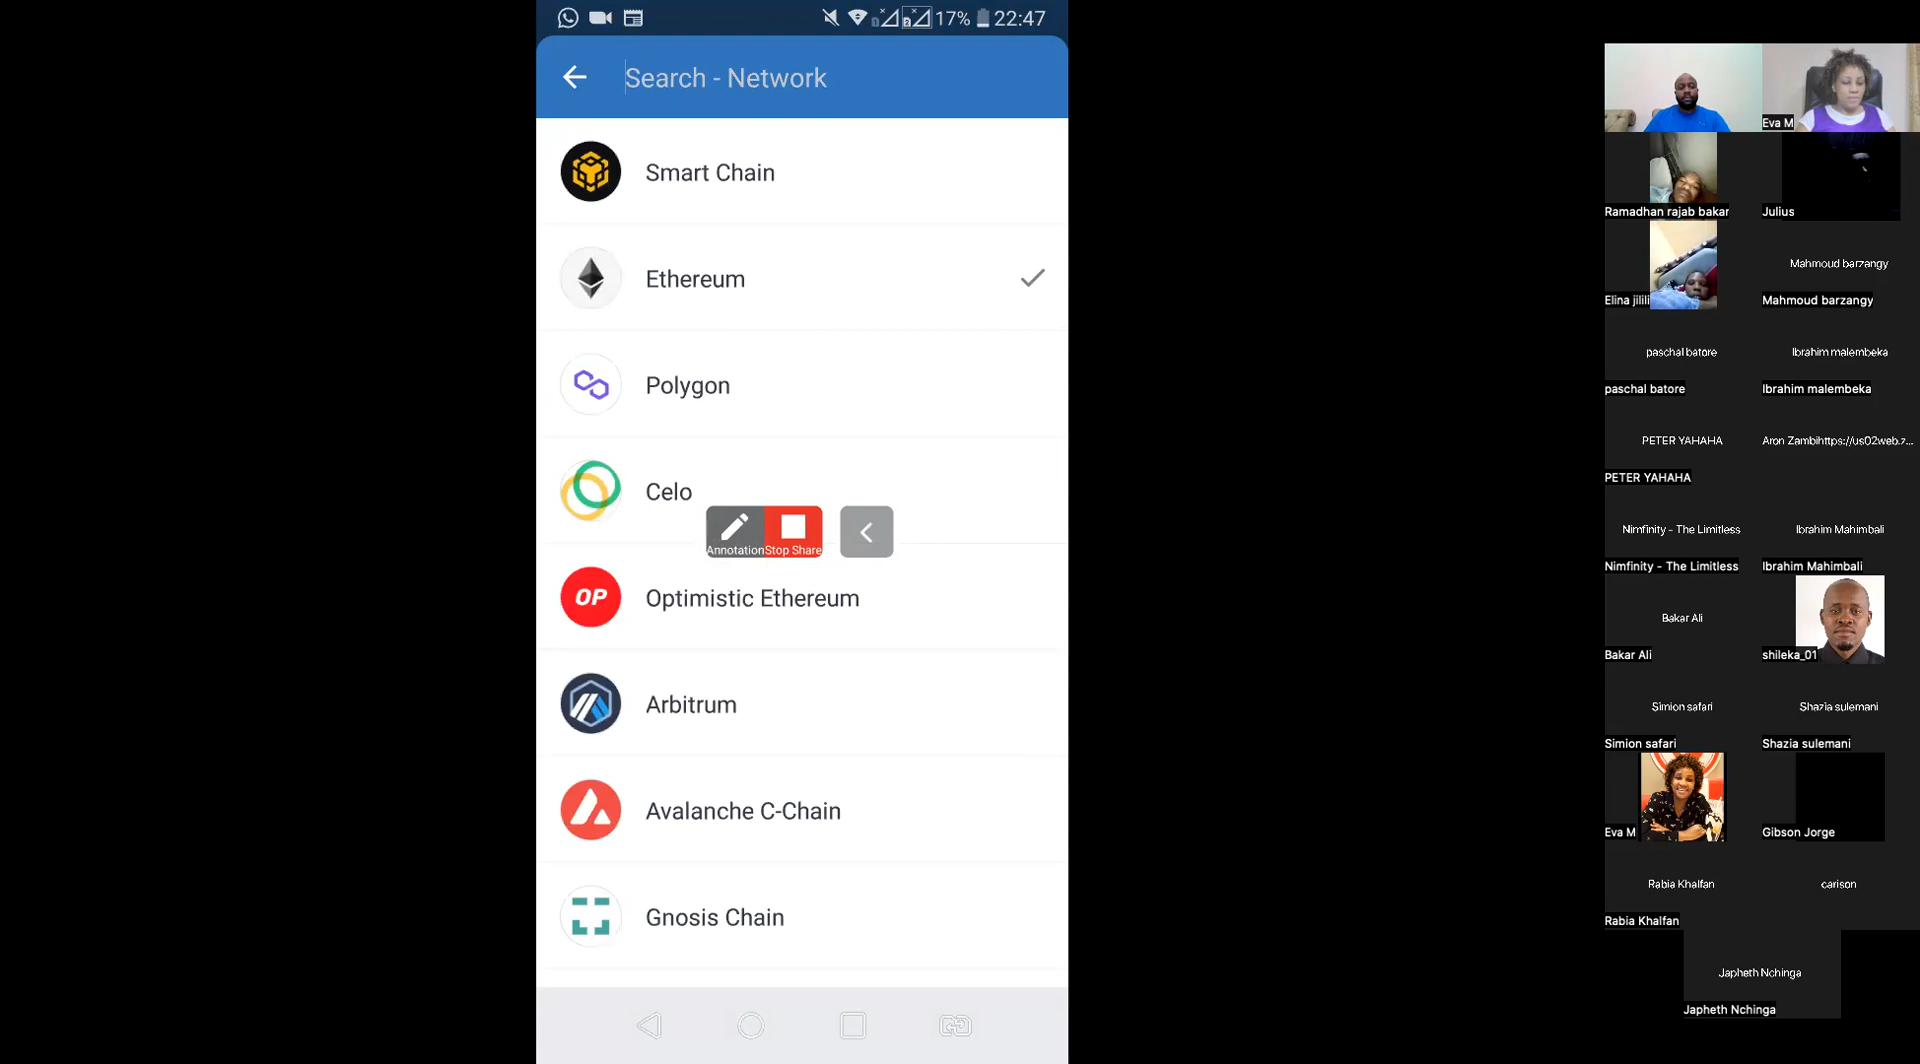 17% 22:47
Search - Network
Smart Chain
Ethereum
Polygon
Celo
Annotation Stop Share
OP
Optimistic Ethereum
Arbitrum
Avalanche C-Chain
Gnosis Chain
Eva M
Ramadhan rajab bakar
Julius
Elina jilili
Mahmoud barzangy
Mahmoud barzangy
paschal batore
Ibrahim malembeka
paschal batore
Ibrahim malembeka
PETER YAHAHA
Aron Zambihttps://us02web.z...
PETER YAHAHA
Nimfinity - The Limitless
Ibrahim Mahimbali
Nimfinity - The Limitless
Ibrahim Mahimbali
Bakar Ali
Bakar Ali
shileka_01
Simion safari
Shazia sulemani
Simion safari
Shazia sulemani
Eva M
Gibson Jorge
Rabia Khalfan
carison
Rabia Khalfan
Japheth Nchinga
Japheth Nchinga